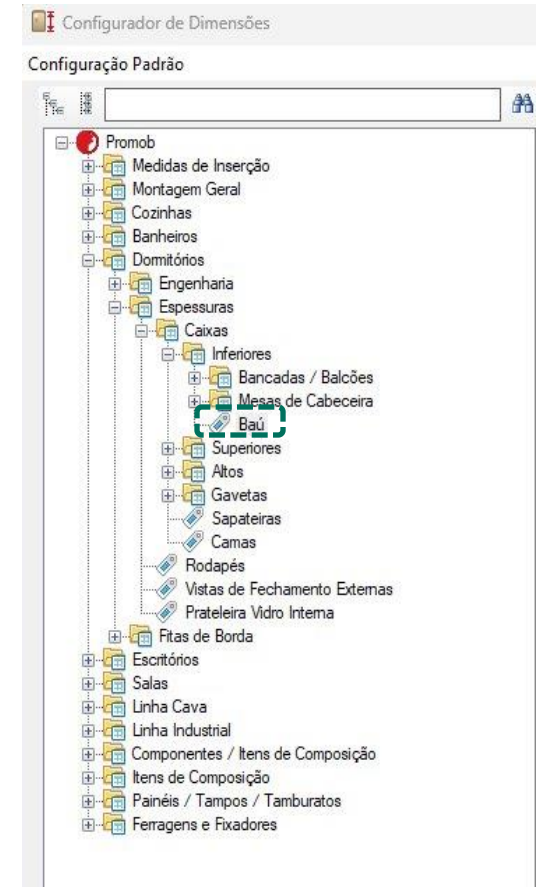 Configurador de Dimensões
Configuração Padrão
Promob
Medidas de Inserção
Montagem Geral
Cozinhas
Banheiros
Dormitórios
Engenharia
Espessuras
Caixas
Inferiores
Bancadas / Balcões
Mesas de Cabeceira
Baú
Superiores
Altos
Gavetas
Sapateiras
Camas
Rodapés
Vistas de Fechamento Externas
Prateleira Vidro Interna
Fitas de Borda
Escritórios
Salas
Linha Cava
Linha Industrial
Componentes / Itens de Composição
Itens de Composição
Painéis / Tampos / Tamburatos
Ferragens e Fixadores